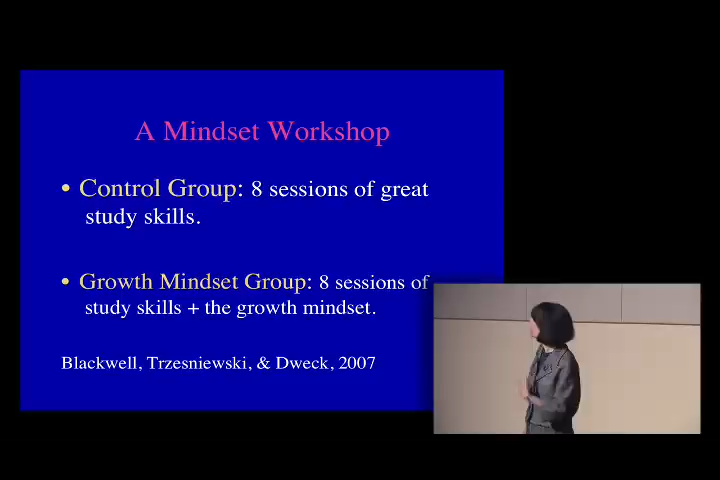 A Mindset Workshop
• Control Group: 8 sessions of great
study skills.
• Growth Mindset Group: 8 sessions of
study skills + the growth mindset.
Blackwell, Trzesniewski, & Dweck, 2007